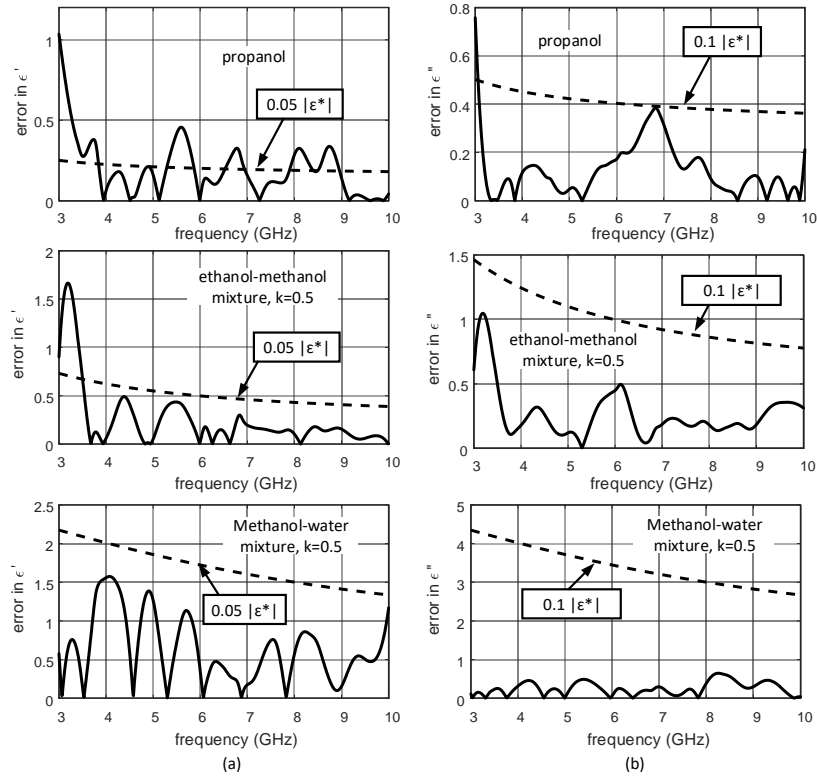 1.5
1
0.5
0
error in ϵ'
propanol
0.05 |ε*|
3 4 5 6 7 8 9 10
frequency (GHz)
0.8
0.6
0.4
0.2
0
error in ϵ"
propanol
0.1 |ε*|
3 4 5 6 7 8 9 10
frequency (GHz)
2
1.5
1
0.5
0
error in ϵ'
ethanol-methanol
mixture, k=0.5
0.05 |ε*|
3 4 5 6 7 8 9 10
frequency (GHz)
1.5
1
0.5
0
error in ϵ"
0.1 |ε*|
ethanol-methanol
mixture, k=0.5
3 4 5 6 7 8 9 10
frequency (GHz)
2.5
2
1.5
1
0.5
0
error in ϵ'
Methanol-water
mixture, k=0.5
0.05 |ε*|
3 4 5 6 7 8 9 10
frequency (GHz)
(a)
5
4
3
2
1
0
error in ϵ"
Methanol-water
mixture, k=0.5
0.1 |ε*|
3 4 5 6 7 8 9 10
frequency (GHz)
(b)